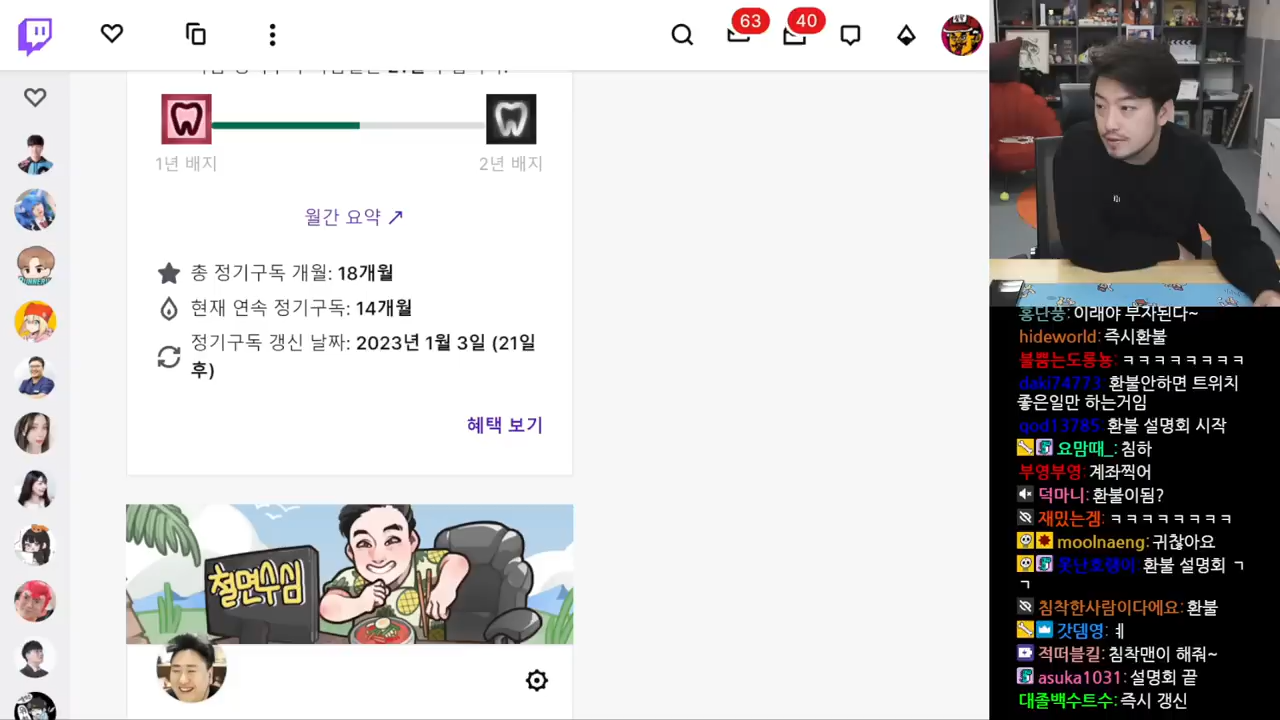 63
40
1년 배지
2년 배지
월간 요약 ↗
총 정기구독 개월: 18개월
현재 연속 정기구독: 14개월
정기구독 갱신 날짜: 2023년 1월 3일 (21일
후)
혜택 보기
철면수심
홍단풍: 이래야 부자된다~
hideworld: 즉시환불
불뿜는도롱뇽: ㅋㅋㅋㅋㅋㅋㅋㅋ
daki74773: 환불안하면 트위치
좋은일만 하는거임
qod13785: 환불 설명회 시작
요맘때_: 침하
부영부영: 계좌찍어
덕마니: 환불이됨?
재밌는겜: ㅋㅋㅋㅋㅋㅋㅋㅋ
moolnaeng: 귀찮아요
못난호랭이: 환불 설명회 ㄱ
ㄱ
침착한사람이다에요: 환불
갓뎀영: ㅖ
적떠블킬: 침착맨이 해줘~
asuka1031: 설명회 끝
대졸백수트수: 즉시 갱신